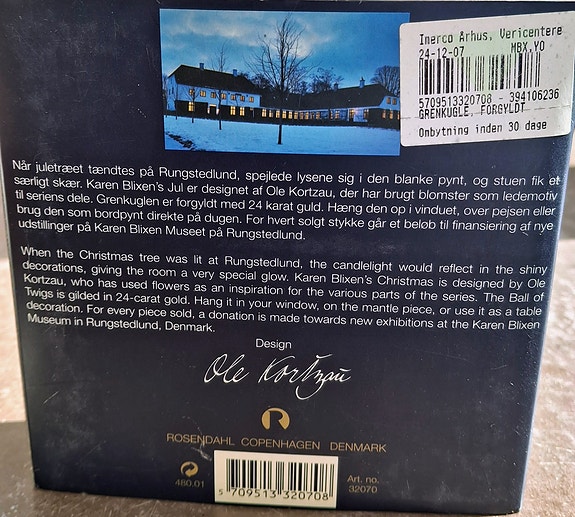 Imerco Århus, Vericentere
24-12-07 MBX.YO
5709513320708 - 394106236
GRENKUGLE, FORGYLDT
Ombytning inden 30 dage
Når juletræet tændtes på Rungstedlund, spejlede lysene sig i den blanke pynt, og stuen fik et
særligt skær. Karen Blixen's Jul er designet af Ole Kortzau, der har brugt blomster som ledemotiv
til seriens dele. Grenkuglen er forgyldt med 24 karat guld. Hæng den op i vinduet, over pejsen eller
brug den som bordpynt direkte på dugen. For hvert solgt stykke går et beløb til finansiering af nye
udstillinger på Karen Blixen Museet på Rungstedlund.
When the Christmas tree was lit at Rungstedlund, the candlelight would reflect in the shiny
decorations, giving the room a very special glow. Karen Blixen's Christmas is designed by Ole
Kortzau, who has used flowers as an inspiration for the various parts of the series. The Ball of
Twigs is gilded in 24-carat gold. Hang it in your window, on the mantle piece, or use it as a table
decoration. For every piece sold, a donation is made towards new exhibitions at the Karen Blixen
Museum in Rungstedlund, Denmark.
Design
Ole Kortzau
ROSENDAHL COPENHAGEN DENMARK
480.01
5 709513 320708
Art. no.
32070